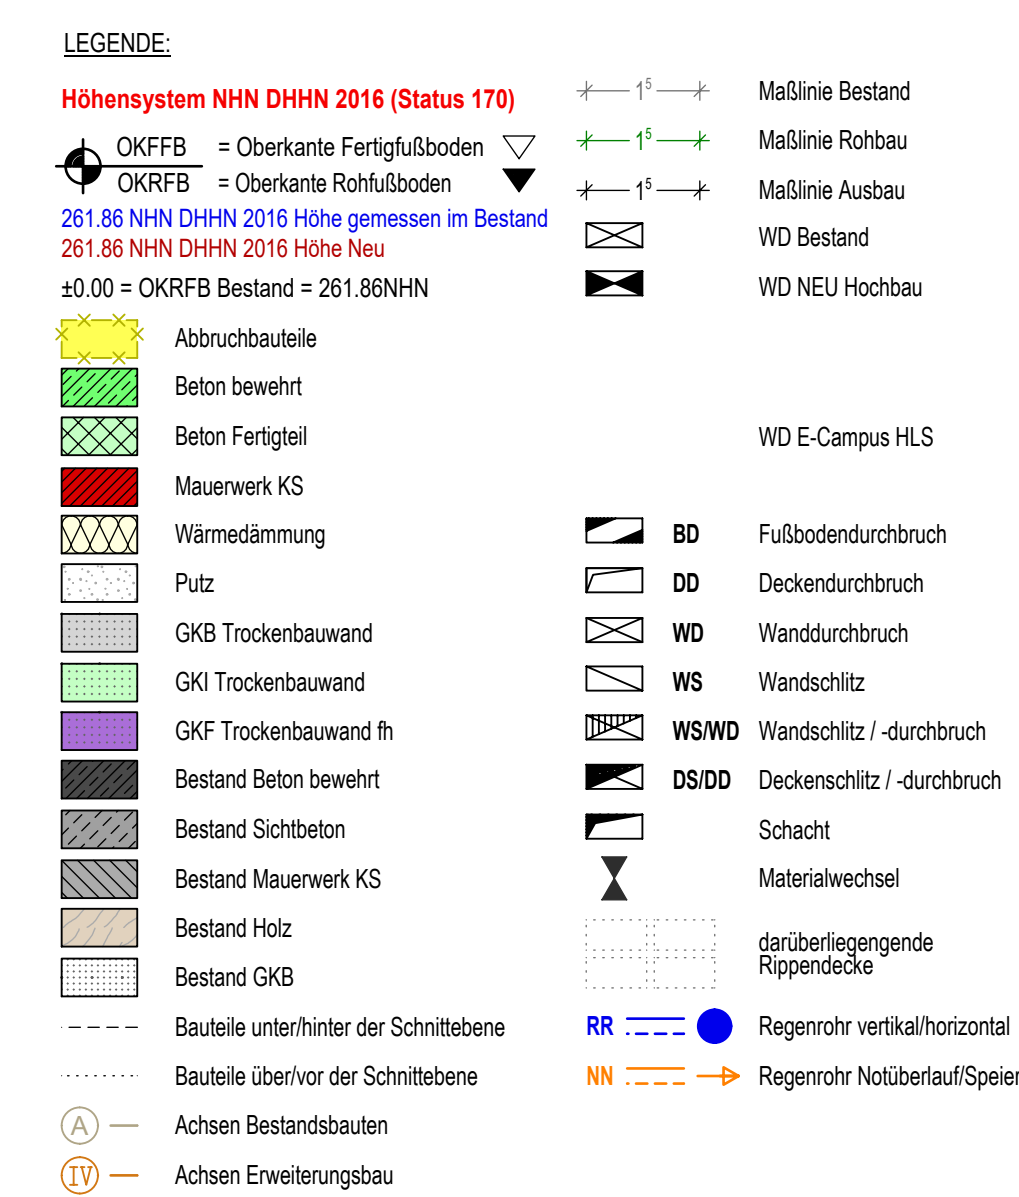 LEGENDE:
Höhensystem NHN DHHN 2016 (Status 170)
OKFFB = Oberkante Fertigfußboden
OKRFB = Oberkante Rohfußboden
261.86 NHN DHHN 2016 Höhe gemessen im Bestand
261.86 NHN DHHN 2016 Höhe Neu
±0.00 = OKRFB Bestand = 261.86NHN
Abbruchbauteile
Beton bewehrt
Beton Fertigteil
Mauerwerk KS
Wärmedämmung
Putz
GKB Trockenbauwand
GKI Trockenbauwand
GKF Trockenbauwand fh
Bestand Beton bewehrt
Bestand Sichtbeton
Bestand Mauerwerk KS
Bestand Holz
Bestand GKB
Bauteile unter/hinter der Schnittebene
Bauteile über/vor der Schnittebene
A Achsen Bestandsbauten
IV Achsen Erweiterungsbau
1⁵ Maßlinie Bestand
1⁵ Maßlinie Rohbau
1⁵ Maßlinie Ausbau
WD Bestand
WD NEU Hochbau
WD E-Campus HLS
BD Fußbodendurchbruch
DD Deckendurchbruch
WD Wanddurchbruch
WS Wandschlitz
WS/WD Wandschlitz / -durchbruch
DS/DD Deckenschlitz / -durchbruch
Schacht
Materialwechsel
darüberliegengende
Rippendecke
RR Regenrohr vertikal/horizontal
NN Regenrohr Notüberlauf/Speier